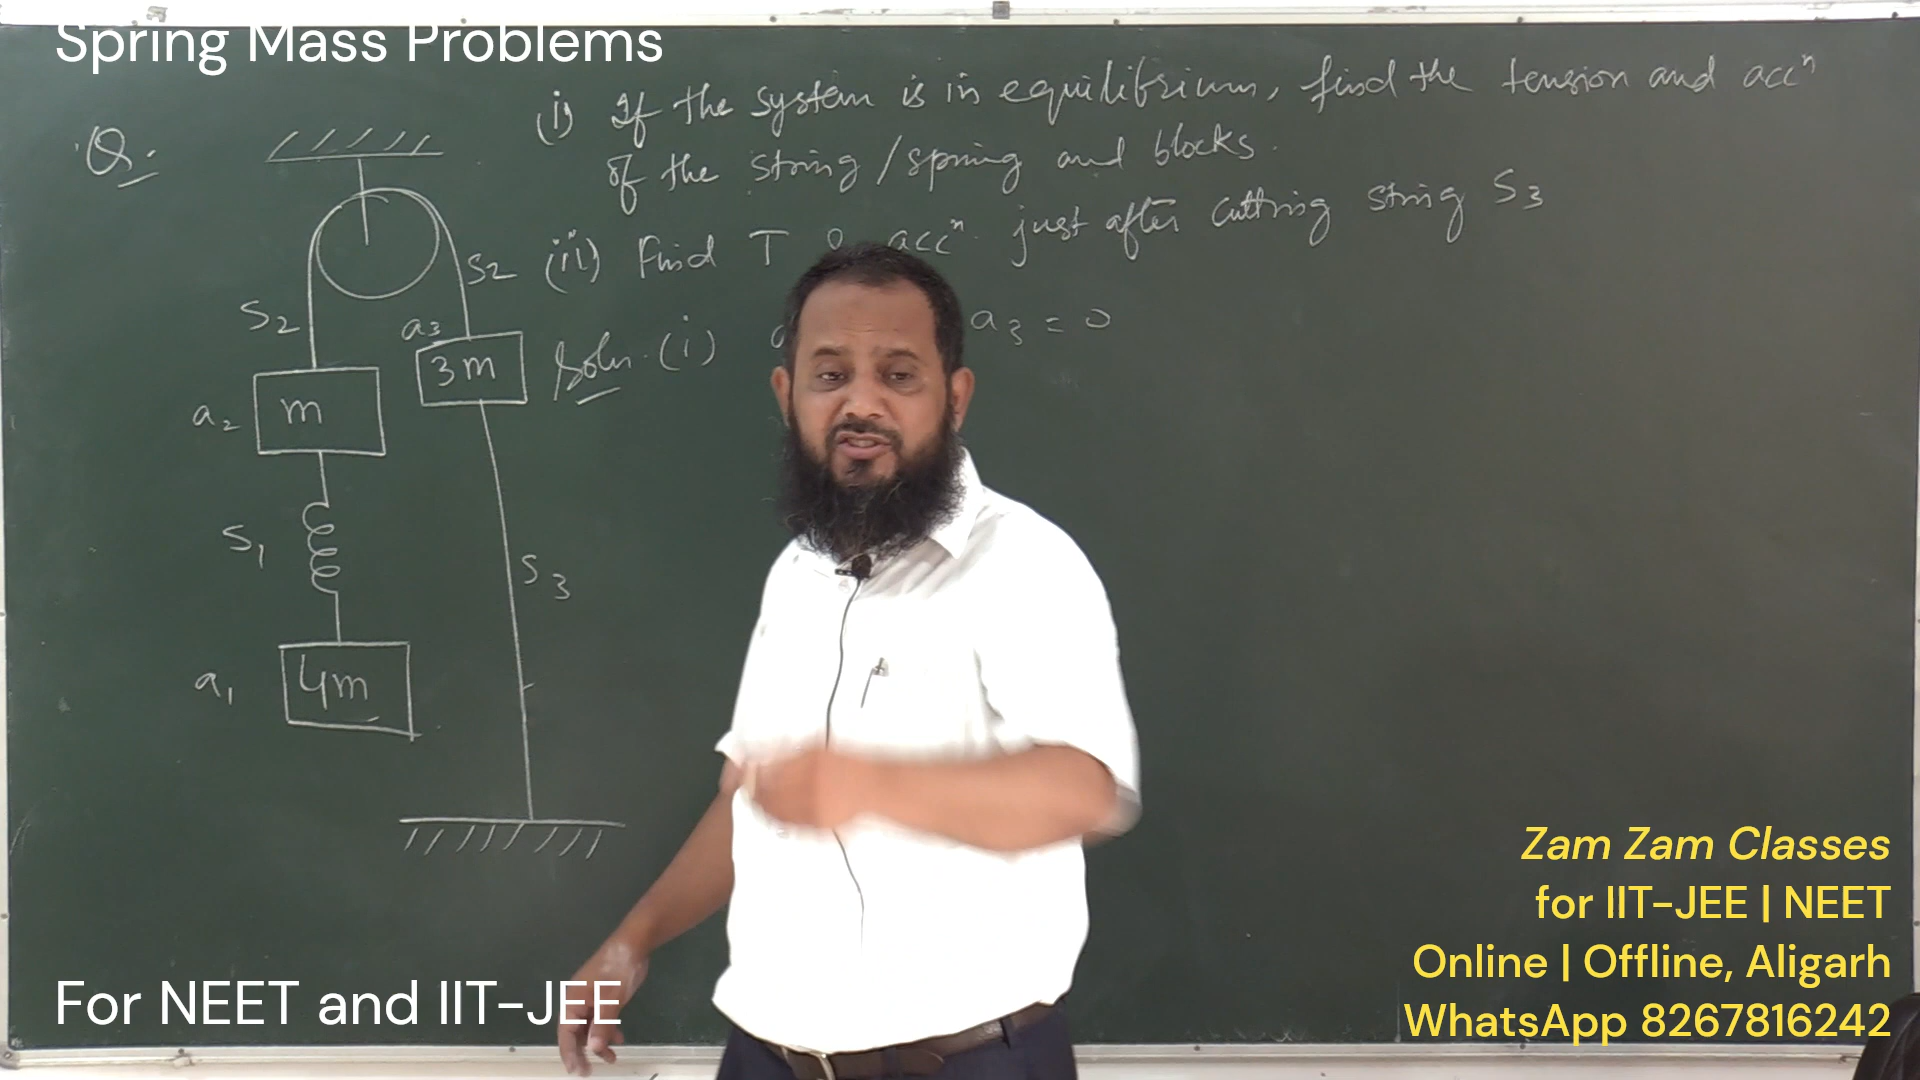 Spring Mass Problems
Q.
(i) If the system is in equilibrium, find the tension and accⁿ
of the string/spring and blocks.
(ii) Find T & accⁿ. just after cutting string S3
Soln. (i) a3 = 0
S2
S2
a3
3m
a2
m
S1
S3
a1
4m
Zam Zam Classes
for IIT-JEE | NEET
Online | Offline, Aligarh
WhatsApp 8267816242
For NEET and IIT-JEE